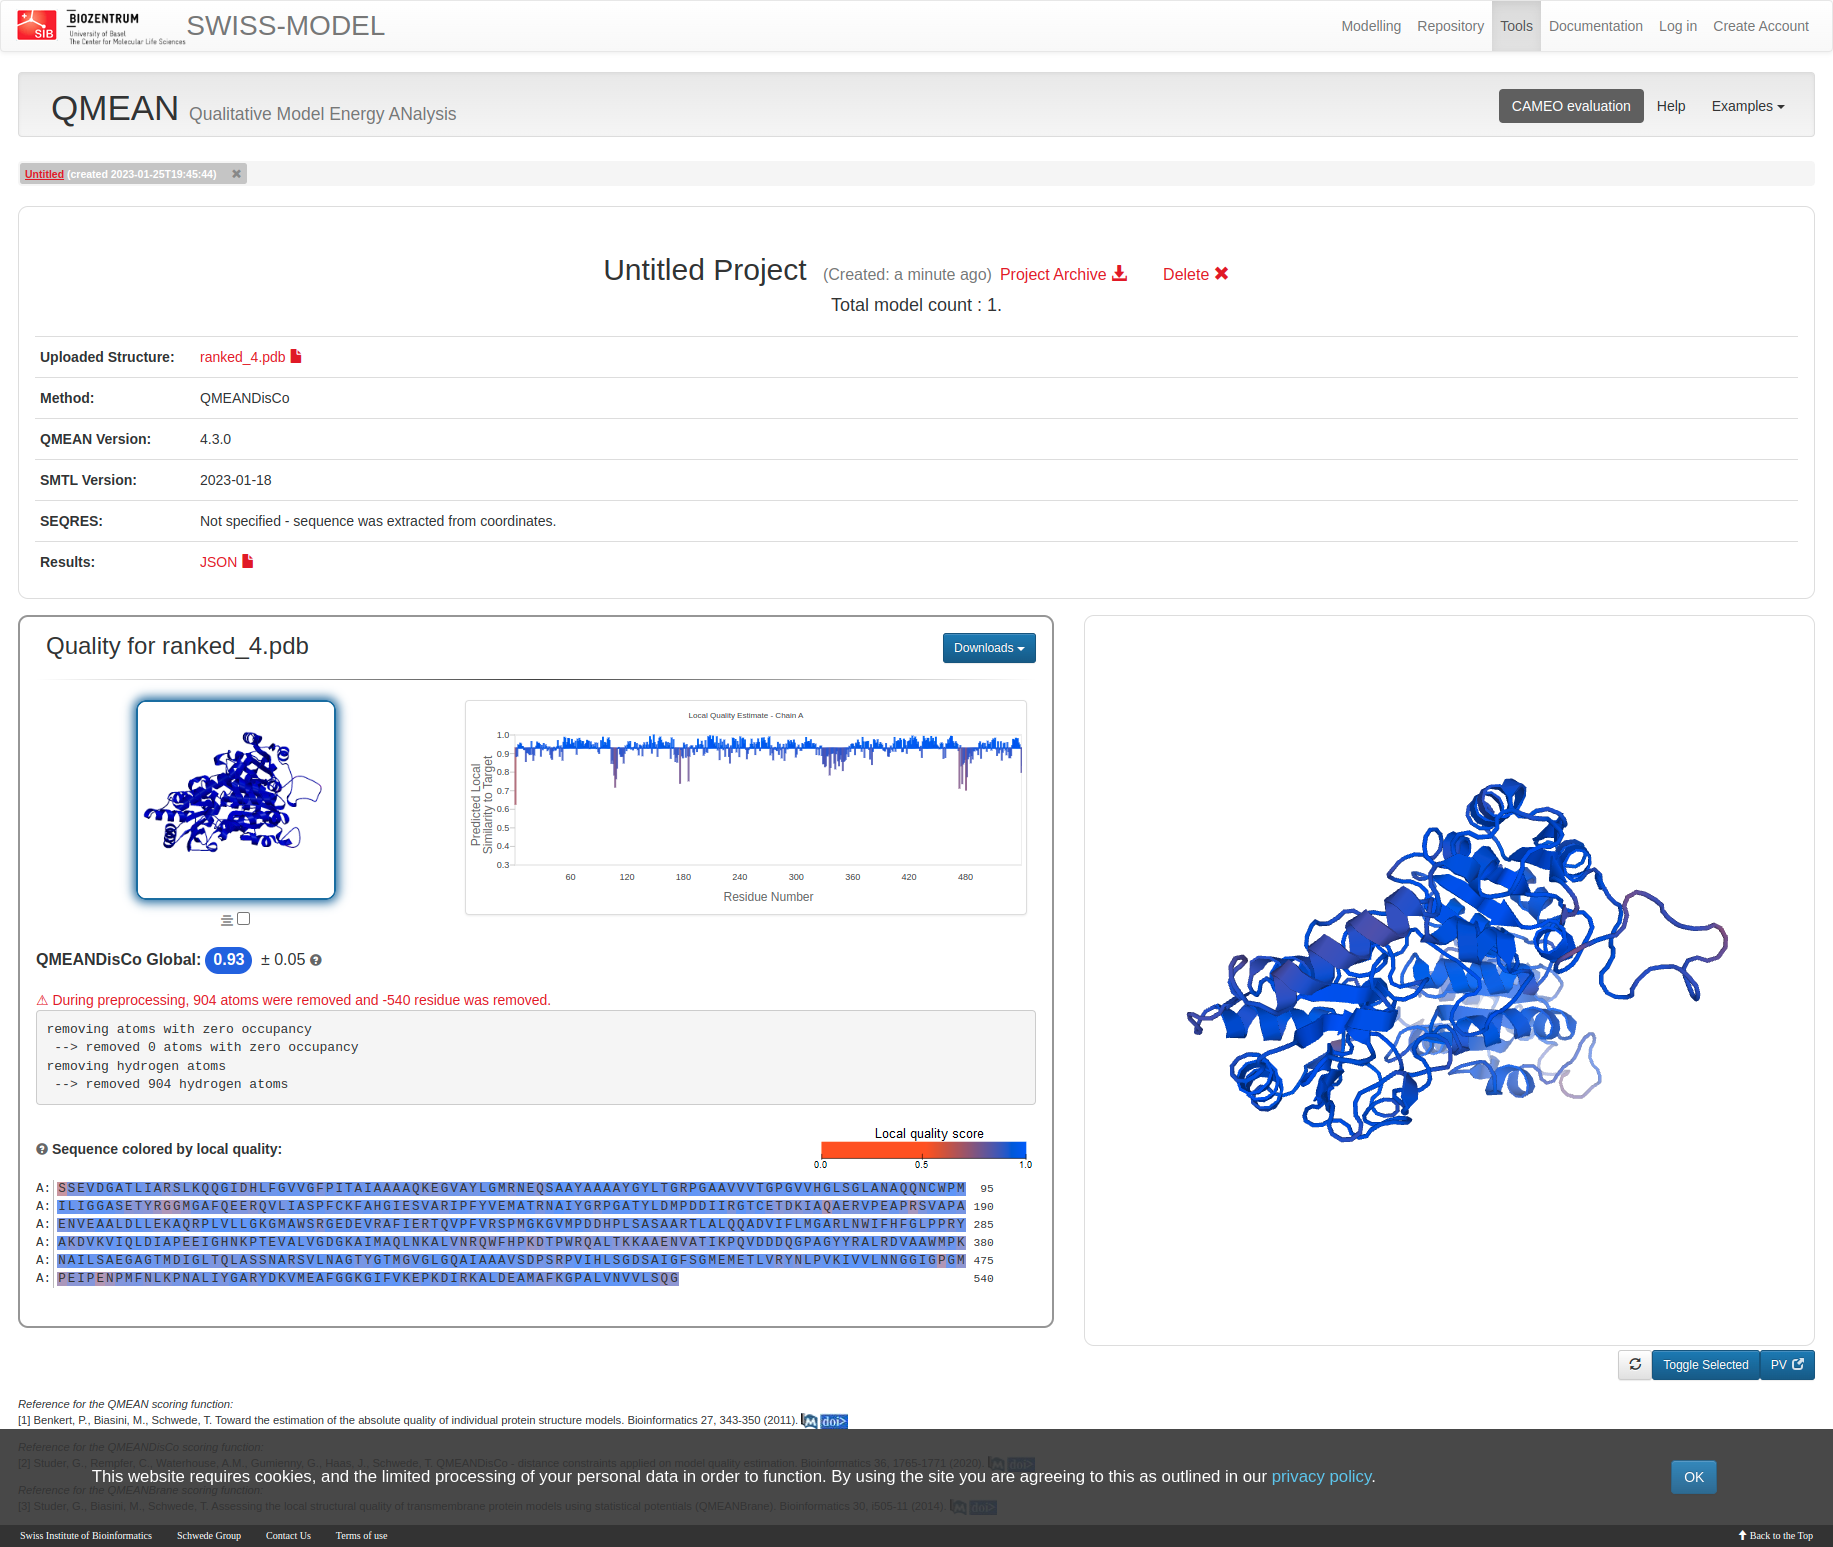 SIB
BIOZENTRUM
University of Basel
The Center for Molecular Life Sciences
SWISS-MODEL
Modelling Repository Tools Documentation Log in Create Account
QMEAN Qualitative Model Energy ANalysis
CAMEO evaluation Help Examples
Untitled (created 2023-01-25T19:45:44)
Untitled Project (Created: a minute ago) Project Archive Delete
Total model count : 1.
Uploaded Structure: ranked_4.pdb
Method: QMEANDisCo
QMEAN Version: 4.3.0
SMTL Version: 2023-01-18
SEQRES: Not specified - sequence was extracted from coordinates.
Results: JSON
Quality for ranked_4.pdb
Downloads
Local Quality Estimate - Chain A
Predicted Local
Similarity to Target
1.0
0.9
0.8
0.7
0.6
0.5
0.4
0.3
60 120 180 240 300 360 420 480
Residue Number
QMEANDisCo Global: 0.93 ± 0.05
⚠ During preprocessing, 904 atoms were removed and -540 residue was removed.
removing atoms with zero occupancy
--> removed 0 atoms with zero occupancy
removing hydrogen atoms
--> removed 904 hydrogen atoms
Sequence colored by local quality:
Local quality score
0.0 0.5 1.0
A: SSEVDGATLIARSLKQQGIDHLFGVVGFPITAIAAAAQKEGVAYLGMRNEQSAAYAAAAYGYLTGRPGAAVVVTGPGVVHGLSGLANAQQNCWPM 95
A: ILIGGASETYRGGMGAFQEERQVLIASPFCKFAHGIESVARIPFYVEMATRNAIYGRPGATYLDMPDDIIRGTCETDKIAQAERVPEAPRSVAPA 190
A: ENVEAALDLLEKAQRPLVLLGKGMAWSRGEDEVRAFIERTQVPFVRSPMGKGVMPDDHPLSASAARTLALQQADVIFLMGARLNWIFHFGLPPRY 285
A: AKDVKVIQLDIAPEEIGHNKPTEVALVGDGKAIMAQLNKALVNRQWFHPKDTPWRQALTKKAAENVATIKPQVDDDQGPAGYYRALRDVAAWMPK 380
A: NAILSAEGAGTMDIGLTQLASSNARSVLNAGTYGTMGVGLGQAIAAAVSDPSRPVIHLSGDSAIGFSGMEMETLVRYNLPVKIVVLNNGGIGPGM 475
A: PEIPENPMFNLKPNALIYGARYDKVMEAFGGKGIFVKEPKDIRKALDEAMAFKGPALVNVVLSQG 540
Toggle Selected PV
Reference for the QMEAN scoring function:
[1] Benkert, P., Biasini, M., Schwede, T. Toward the estimation of the absolute quality of individual protein structure models. Bioinformatics 27, 343-350 (2011). doi>
Reference for the QMEANDisCo scoring function:
[2] Studer, G., Rempfer, C., Waterhouse, A.M., Gumienny, G., Haas, J., Schwede, T. QMEANDisCo - distance constraints applied on model quality estimation. Bioinformatics 36, 1765-1771 (2020). doi>
This website requires cookies, and the limited processing of your personal data in order to function. By using the site you are agreeing to this as outlined in our privacy policy. OK
Reference for the QMEANBrane scoring function:
[3] Studer, G., Biasini, M., Schwede, T. Assessing the local structural quality of transmembrane protein models using statistical potentials (QMEANBrane). Bioinformatics 30, i505-11 (2014). doi>
Swiss Institute of Bioinformatics Schwede Group Contact Us Terms of use Back to the Top